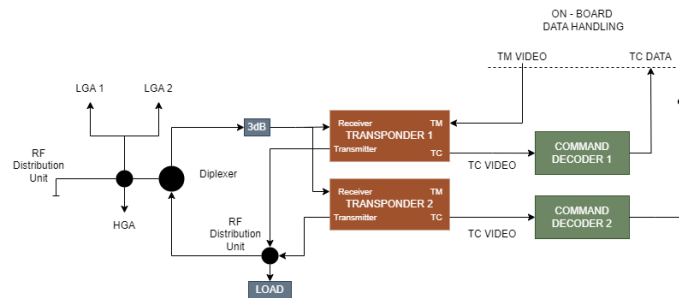 ON - BOARD
DATA HANDLING
TM VIDEO
TC DATA
LGA 1
LGA 2
3dB
Receiver
TM
TRANSPONDER 1
Transmitter
TC
TC VIDEO
COMMAND
DECODER 1
RF
Distribution
Unit
Diplexer
Receiver
TM
TRANSPONDER 2
Transmitter
TC
TC VIDEO
COMMAND
DECODER 2
HGA
RF
Distribution
Unit
LOAD